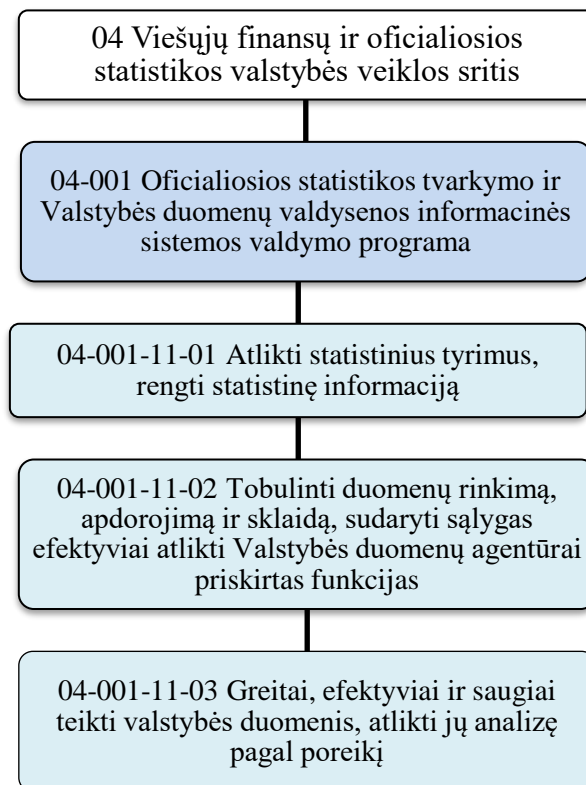 04 Viešųjų finansų ir oficialiosios
statistikos valstybės veiklos sritis
04-001 Oficialiosios statistikos tvarkymo ir
Valstybės duomenų valdysenos informacinės
sistemos valdymo programa
04-001-11-01 Atlikti statistinius tyrimus,
rengti statistinę informaciją
04-001-11-02 Tobulinti duomenų rinkimą,
apdorojimą ir sklaidą, sudaryti sąlygas
efektyviai atlikti Valstybės duomenų agentūrai
priskirtas funkcijas
04-001-11-03 Greitai, efektyviai ir saugiai
teikti valstybės duomenis, atlikti jų analizę
pagal poreikį